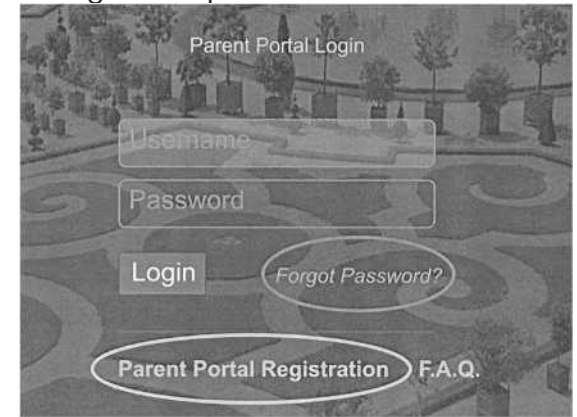 Parent Portal Login
Username
Password
Login Forgot Password?
Parent Portal Registration F.A.Q.